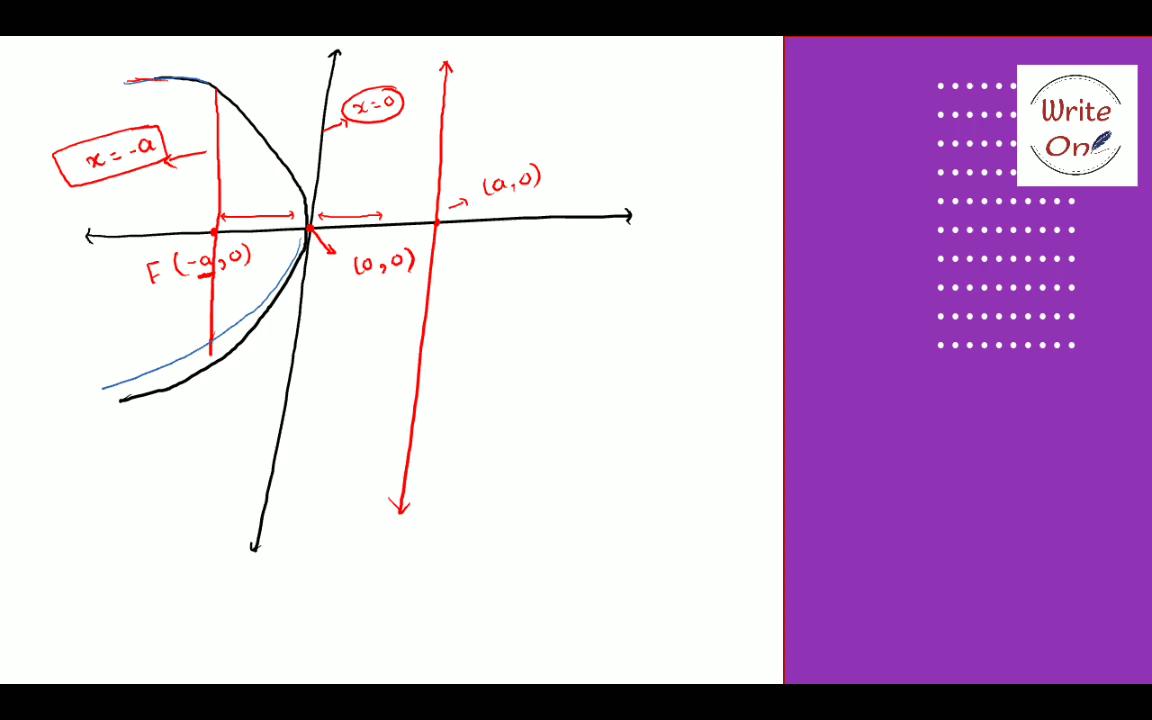 x=0
x = -a
(a,0)
F (-a,0)
(0,0)
Write
On